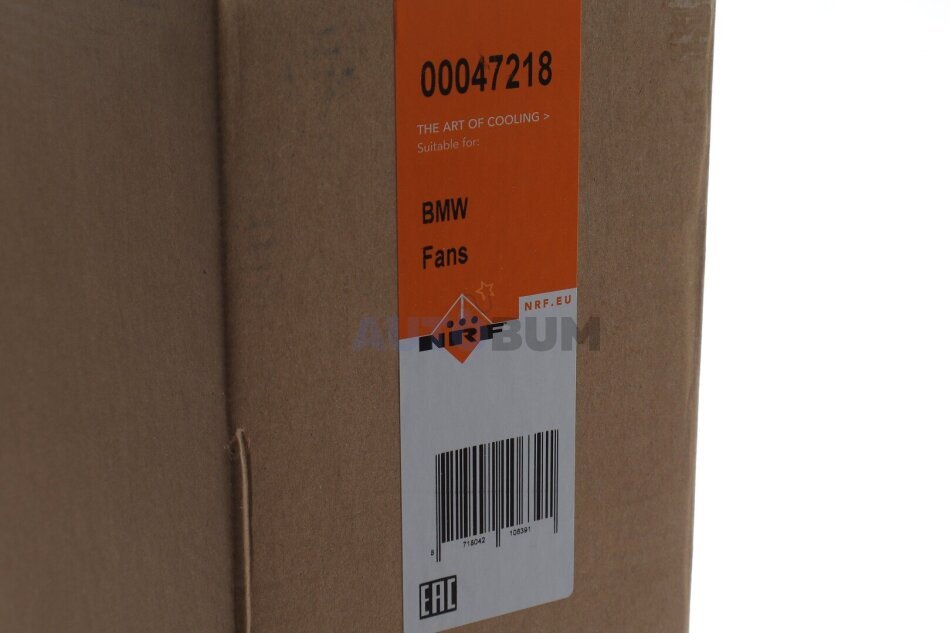 00047218
THE ART OF COOLING >
Suitable for:
BMW
Fans
NRF.EU
NRF
AUTOBUM
8 718042 106391
EAC